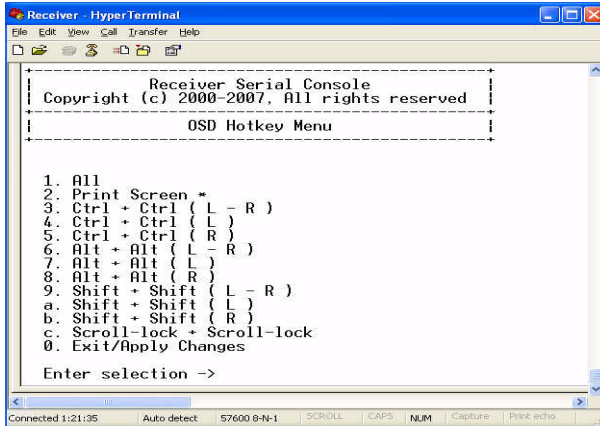 Receiver - HyperTerminal
File Edit View Call Transfer Help
Receiver Serial Console
Copyright (c) 2000-2007, All rights reserved
OSD Hotkey Menu
1. All
2. Print Screen *
3. Ctrl + Ctrl ( L - R )
4. Ctrl + Ctrl ( L )
5. Ctrl + Ctrl ( R )
6. Alt + Alt ( L - R )
7. Alt + Alt ( L )
8. Alt + Alt ( R )
9. Shift + Shift ( L - R )
a. Shift + Shift ( L )
b. Shift + Shift ( R )
c. Scroll-lock + Scroll-lock
0. Exit/Apply Changes
Enter selection ->
Connected 1:21:35 Auto detect 57600 8-N-1 SCROLL CAPS NUM Capture Print echo